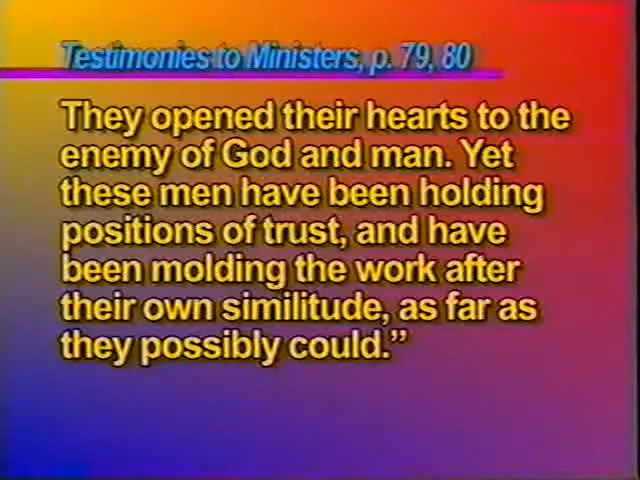 Testimonies to Ministers, p. 79, 80
They opened their hearts to the
enemy of God and man. Yet
these men have been holding
positions of trust, and have
been molding the work after
their own similitude, as far as
they possibly could.”